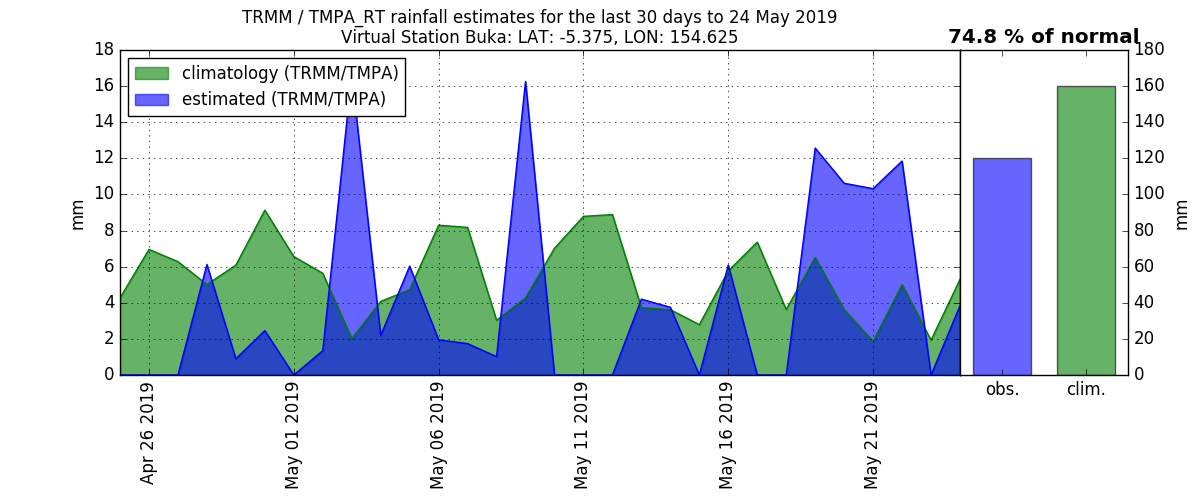 TRMM / TMPA_RT rainfall estimates for the last 30 days to 24 May 2019
Virtual Station Buka: LAT: -5.375, LON: 154.625
74.8 % of normal
climatology (TRMM/TMPA)
estimated (TRMM/TMPA)
18
16
14
12
10
8
6
4
2
0
mm
Apr 26 2019
May 01 2019
May 06 2019
May 11 2019
May 16 2019
May 21 2019
180
160
140
120
100
80
60
40
20
0
mm
obs.
clim.